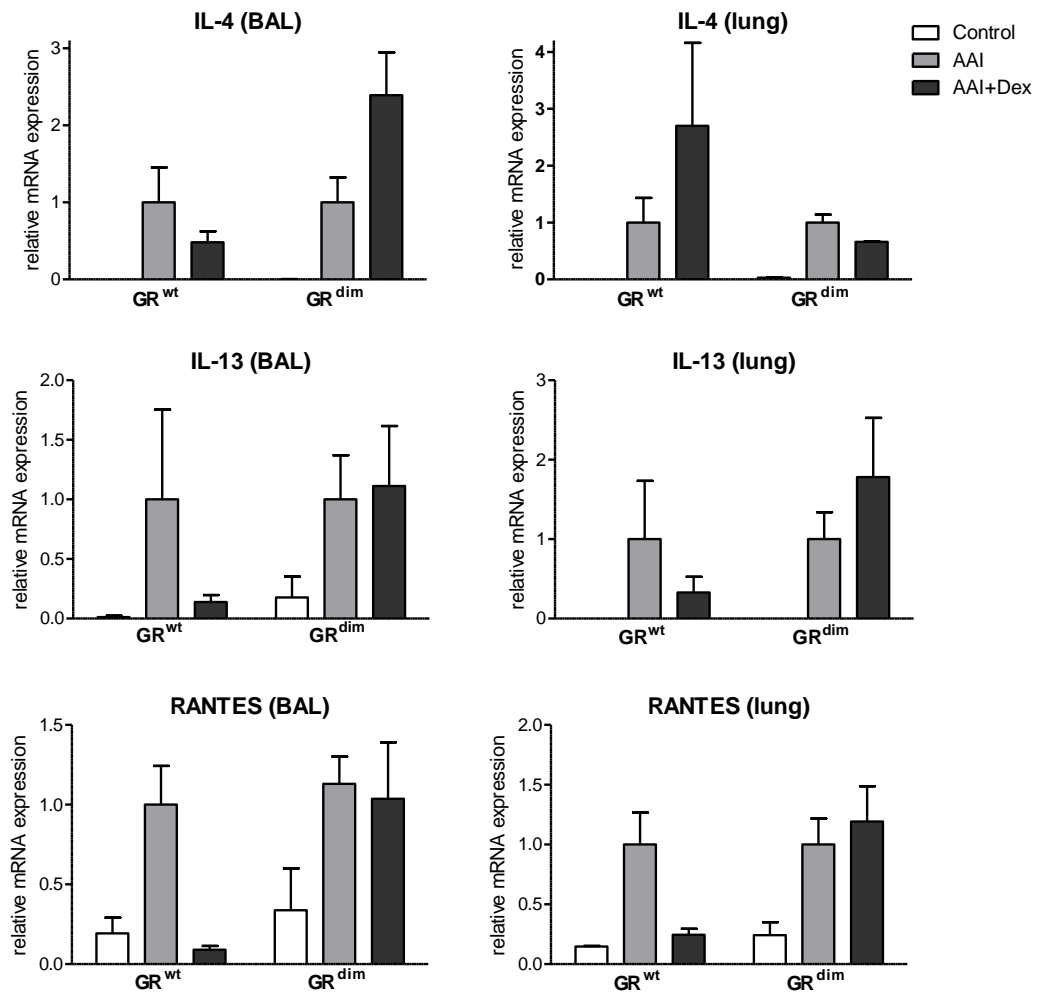 IL-4 (BAL)
relative mRNA expression
3
2
1
0
GR wt
GR dim
IL-4 (lung)
relative mRNA expression
4
3
2
1
0
GR wt
GR dim
Control
AAI
AAI+Dex
IL-13 (BAL)
relative mRNA expression
2.0
1.5
1.0
0.5
0.0
GR wt
GR dim
IL-13 (lung)
relative mRNA expression
3
2
1
0
GR wt
GR dim
RANTES (BAL)
relative mRNA expression
1.5
1.0
0.5
0.0
GR wt
GR dim
RANTES (lung)
relative mRNA expression
2.0
1.5
1.0
0.5
0.0
GR wt
GR dim